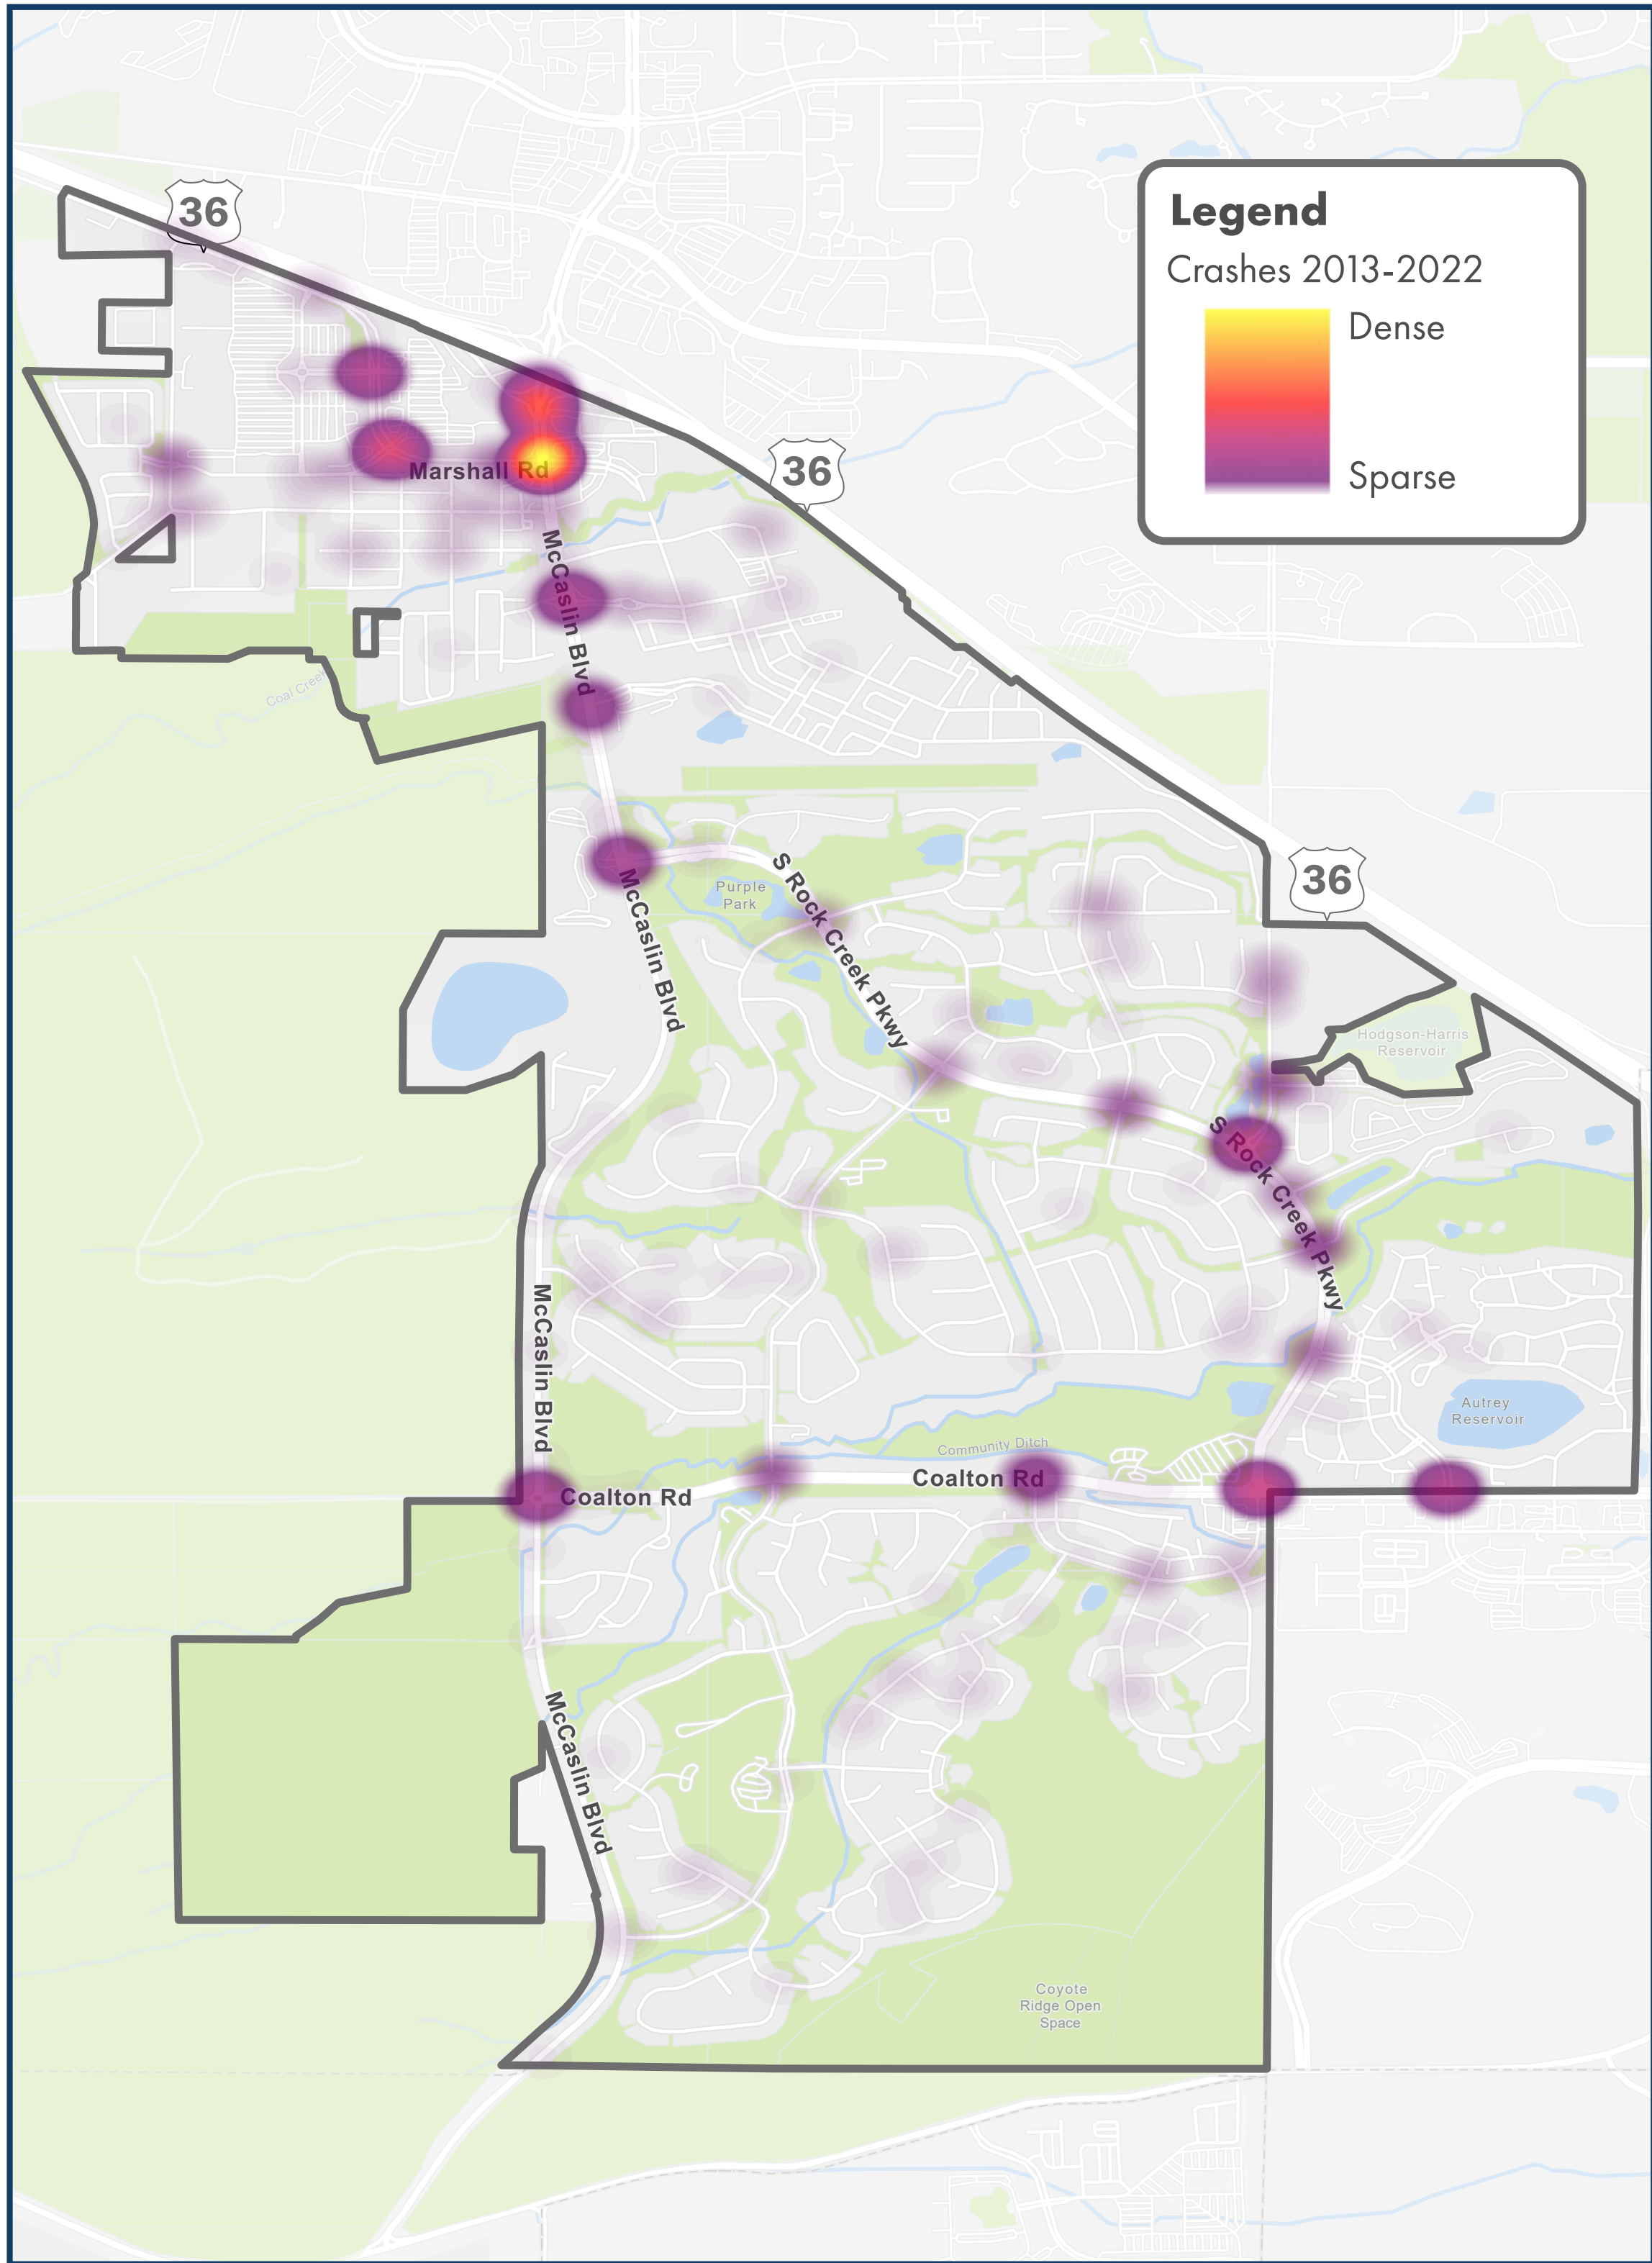 36
Legend
Crashes 2013-2022
Dense
Sparse
Marshall Rd
36
McCaslin Blvd
Coal Creek
S Rock Creek Pkwy
36
Purple
Park
McCaslin Blvd
Hodgson-Harris
Reservoir
S Rock Creek Pkwy
McCaslin Blvd
Autrey
Reservoir
Community Ditch
Coalton Rd
Coalton Rd
McCaslin Blvd
Coyote
Ridge Open
Space